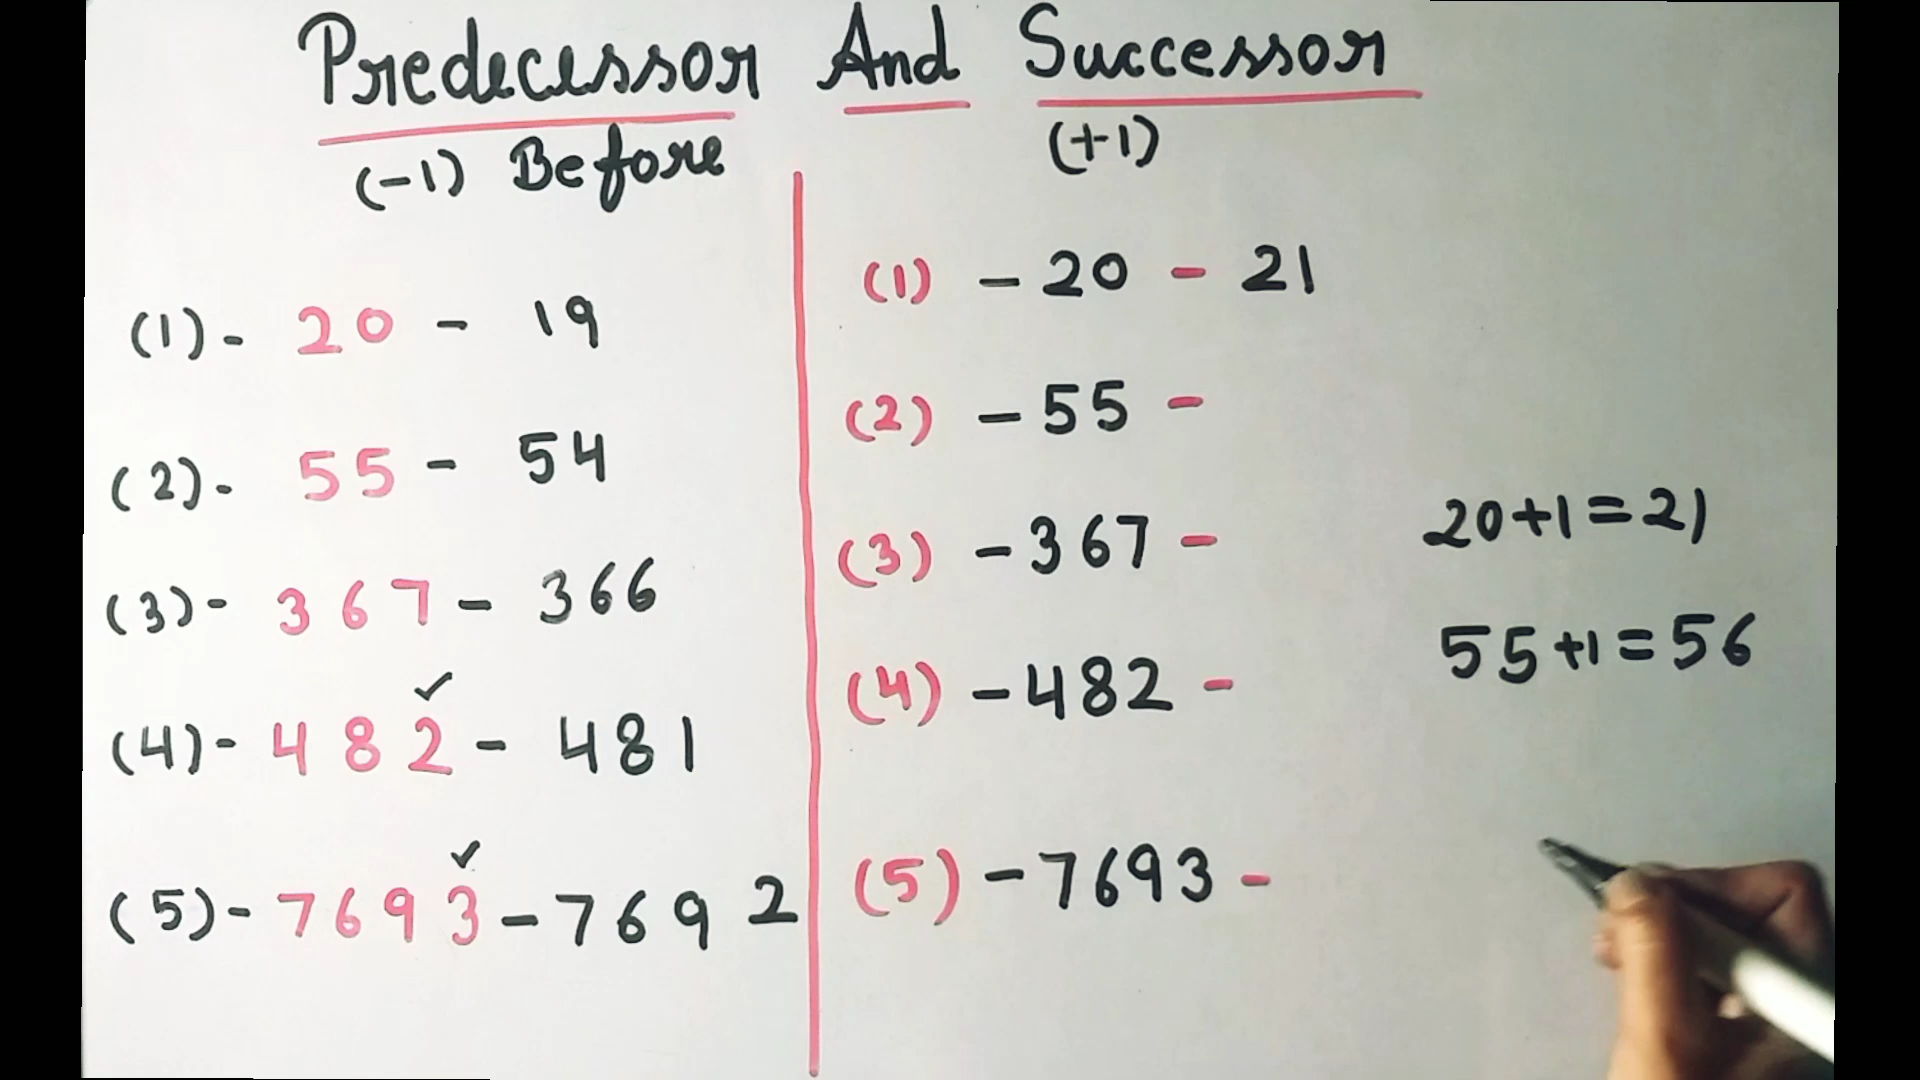 Predecessor And Successor
(-1) Before
(1)- 20 - 19
(2)- 55 - 54
(3)- 367 - 366
✓
(4)- 482 - 481
✓
(5)- 7693 - 7692
(+1)
(1) - 20 - 21
(2) - 55 -
(3) - 367 -
(4) - 482 -
(5) - 7693 -
20+1=21
55+1=56